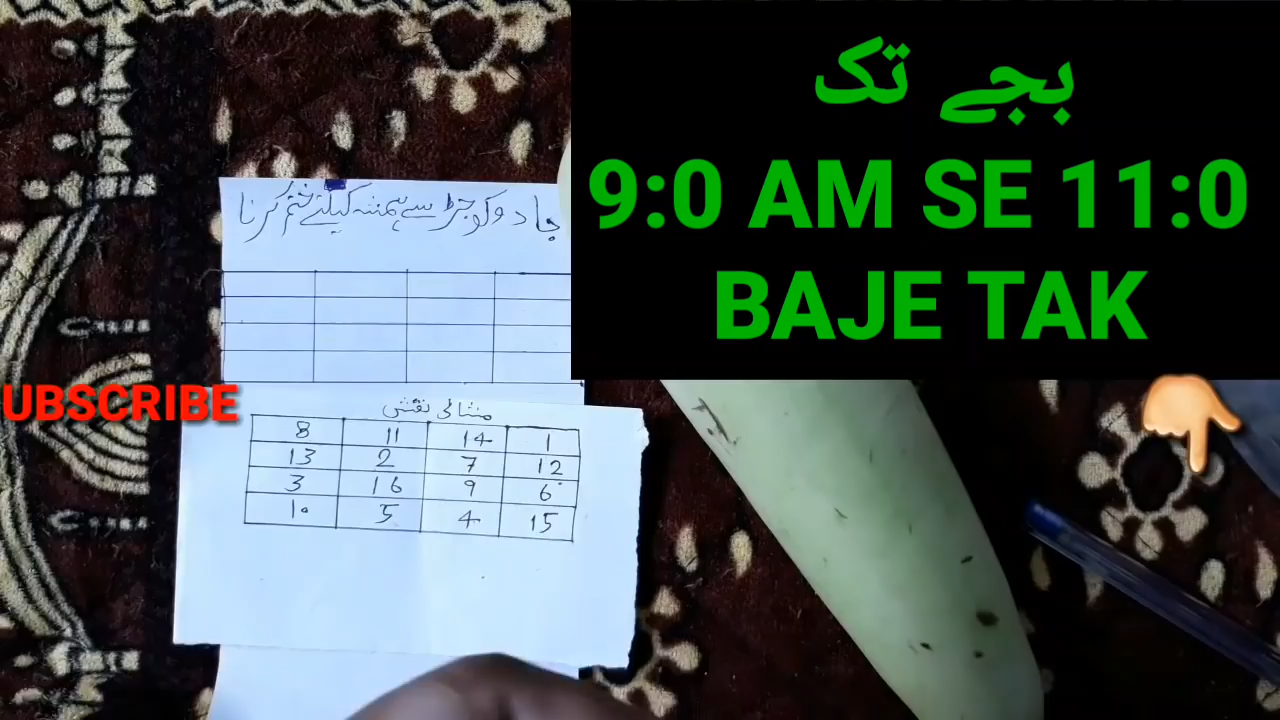 بجے تک
9:0 AM SE 11:0
BAJE TAK
جادو کو جڑ سے ہمیشہ کیلئے ختم کرنا
UBSCRIBE
مثالی نقش
8 11 14 1
13 2 7 12
3 16 9 6
10 5 4 15